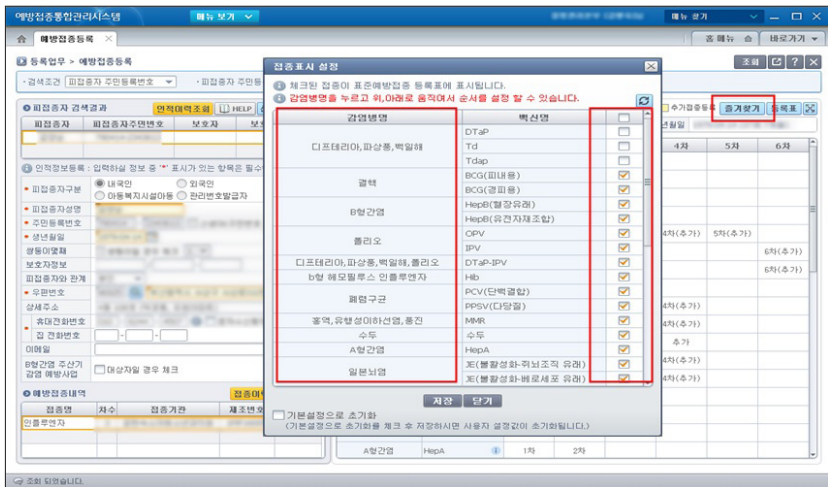 예방접종통합관리시스템
메뉴 보기
메뉴 찾기
예방접종등록
홈 메뉴
바로가기
등록업무 > 예방접종등록
조회
검색조건
피접종자 주민등록번호
피접종자 주민등
피접종자 검색결과
인적이력조회
HELP
추가접종등록
즐겨찾기
등록표
피접종자
피접종자주민번호
보호자
생년월일
4차
5차
6차
인적정보등록 : 입력하실 정보 중 '*' 표시가 있는 항목은 필수
피접종자구분
내국인
외국인
아동복지시설아동
관리번호발급자
피접종자성명
주민등록번호
생년월일
쌍둥이몇째
보호자정보
피접종자와 관계
우편번호
상세주소
휴대전화번호
집 전화번호
이메일
B형간염 주산기
감염 예방사업
대상자일 경우 체크
예방접종내역
접종명
차수
접종기관
제조번호
인플루엔자
4차(추가)
5차(추가)
6차(추가)
6차(추가)
4차(추가)
4차(추가)
추가
4차(추가)
4차(추가)
접종표시 설정
체크된 접종이 표준예방접종 등록표에 표시됩니다.
감염병명을 누르고 위,아래로 움직여서 순서를 설정 할 수 있습니다.
감염병명
백신명
디프테리아,파상풍,백일해
DTaP
Td
Tdap
결핵
BCG(피내용)
BCG(경피용)
B형간염
HepB(혈장유래)
HepB(유전자재조합)
폴리오
OPV
IPV
디프테리아,파상풍,백일해,폴리오
DTaP-IPV
b형 헤모필루스 인플루엔자
Hib
폐렴구균
PCV(단백결합)
PPSV(다당질)
홍역,유행성이하선염,풍진
MMR
수두
수두
A형간염
HepA
일본뇌염
JE(불활성화-쥐뇌조직 유래)
JE(불활성화-베로세포 유래)
저장
닫기
기본설정으로 초기화
(기본설정으로 초기화를 체크 후 저장하시면 사용자 설정값이 초기화됩니다.)
A형간염
HepA
1차
2차
조회 되었습니다.